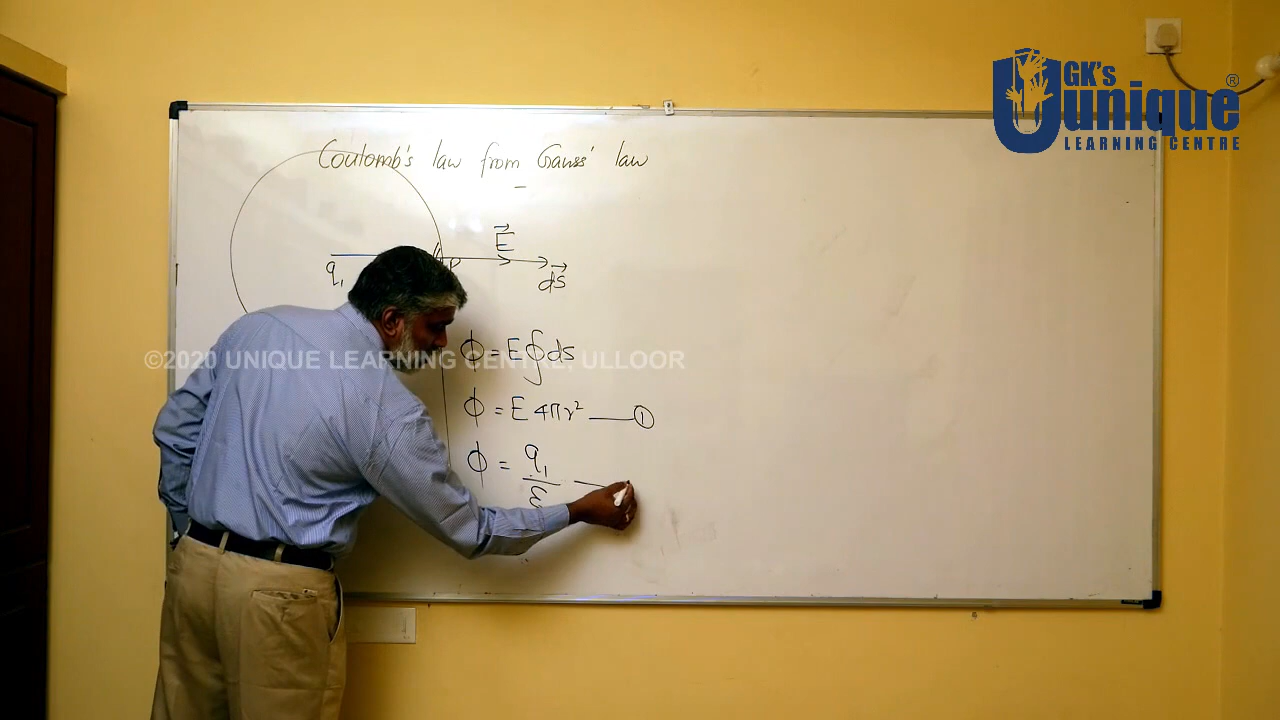 GK's
unique®
LEARNING CENTRE
Coulomb's law from Gauss' law
E⃗
q₁
P
ds⃗
©2020 UNIQUE LEARNING CENTRE, ULLOOR
ϕ = E∮ds
ϕ = E 4πr² —— ①
ϕ = q₁/ε ——